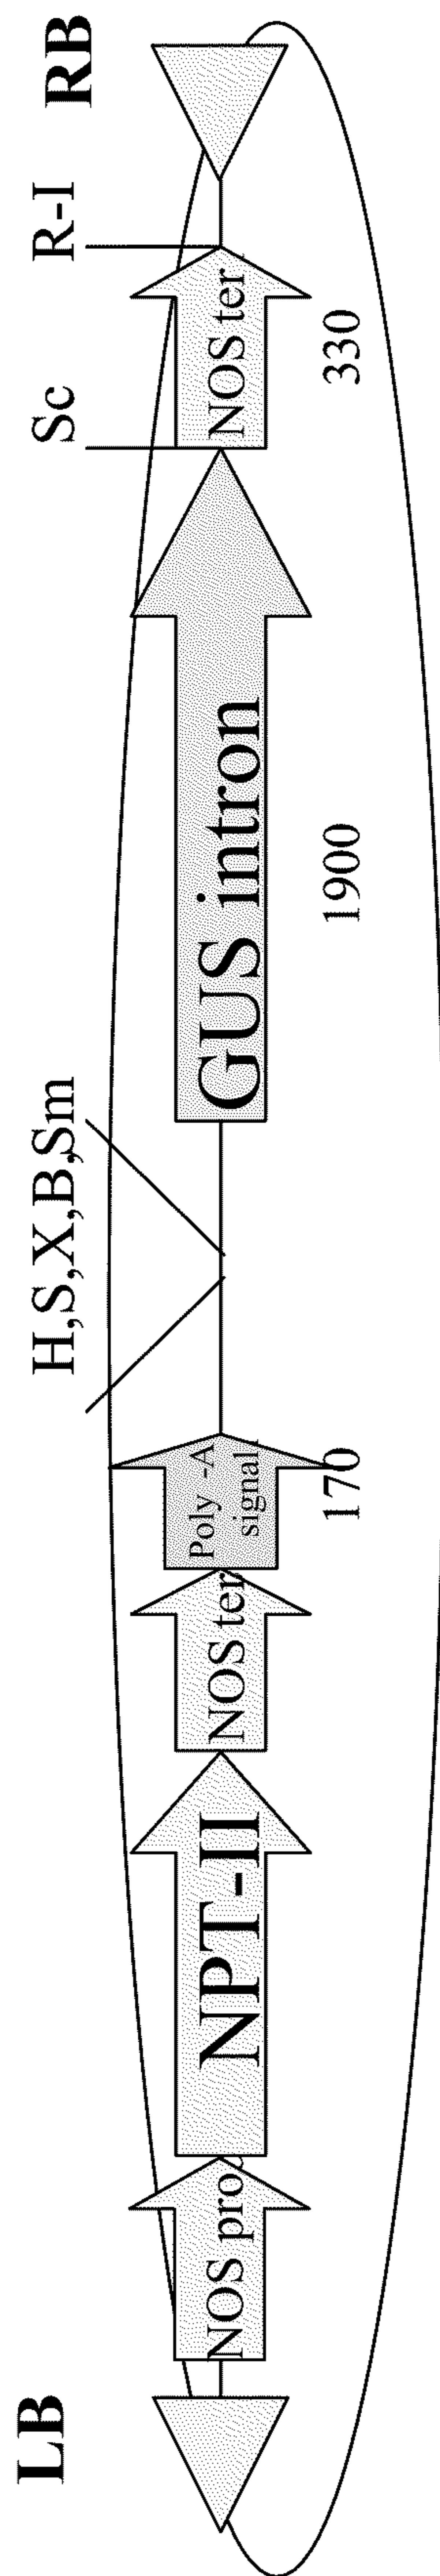 LB
RB
H,S,X,B,Sm
Sc
R-I
NOS pro
NPT-II
NOS ter
Poly -A
signal
GUS intron
NOS ter
170
1900
330